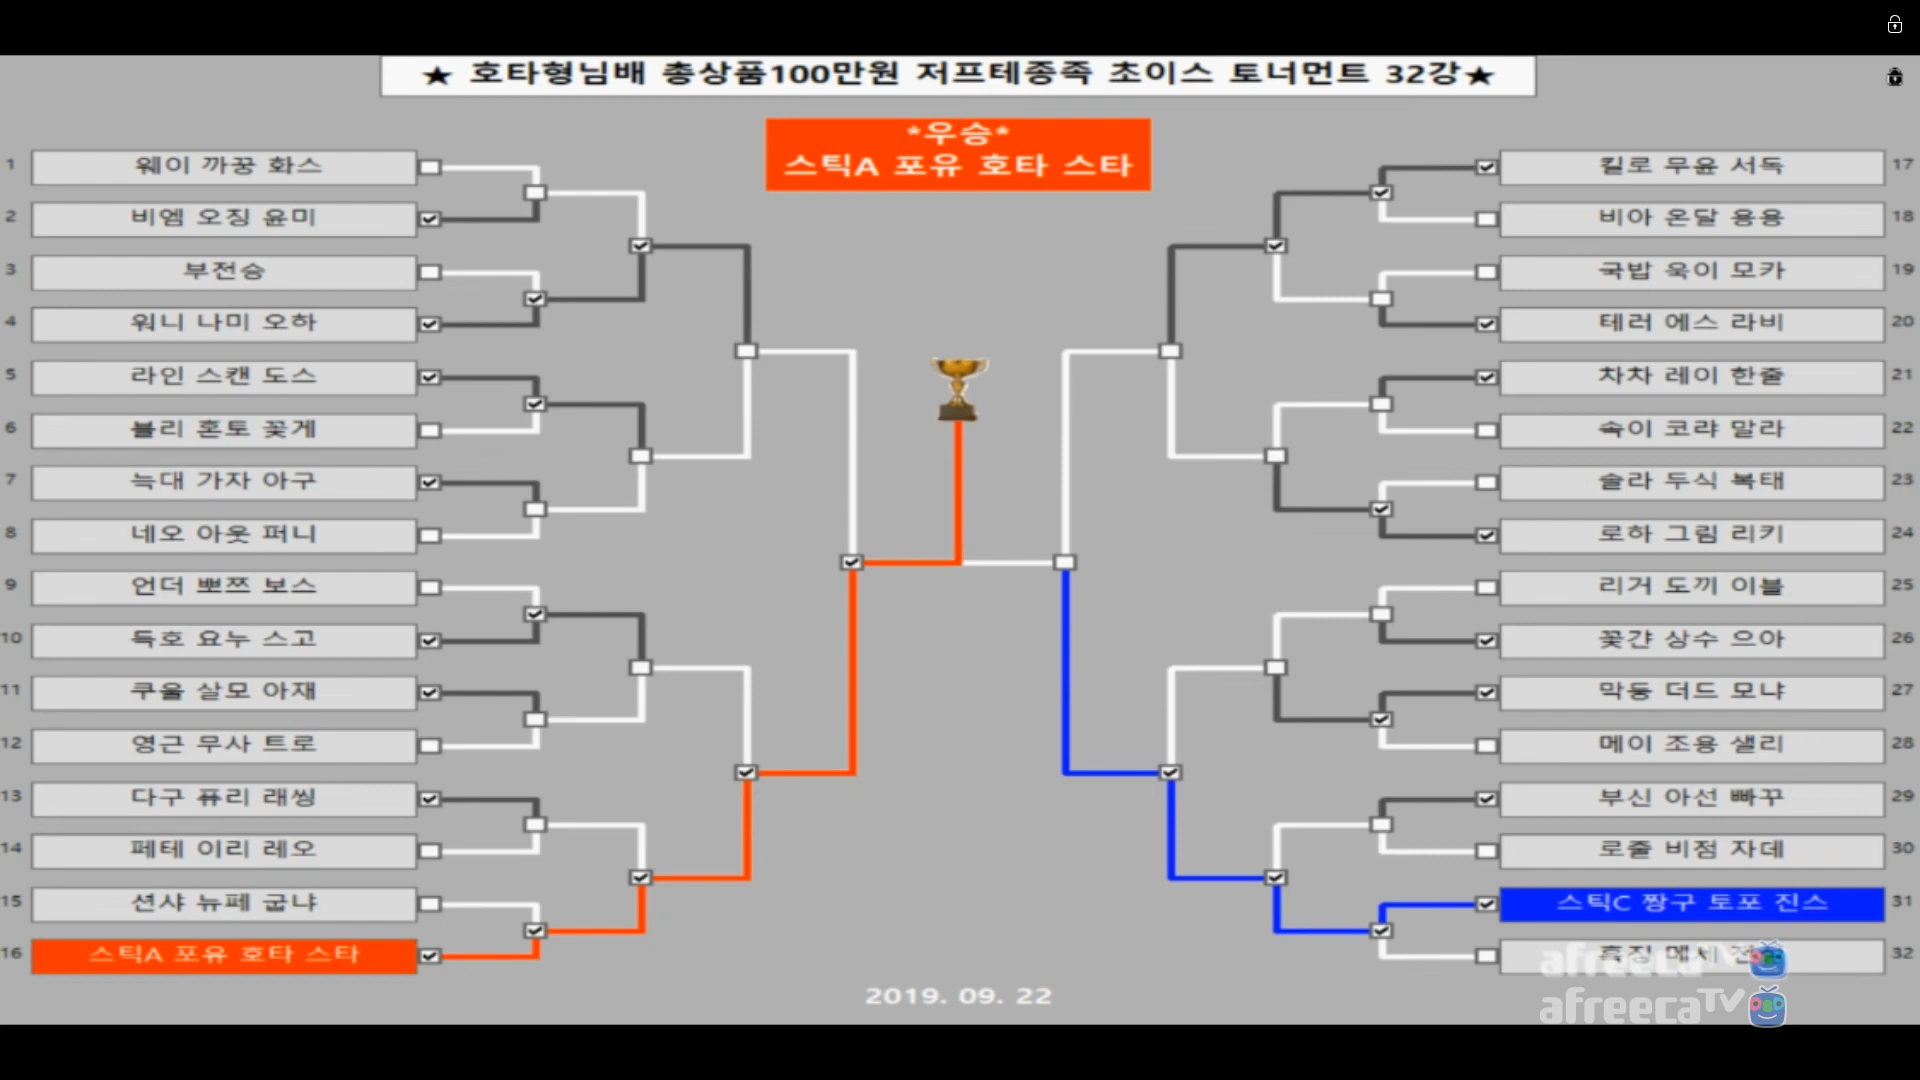 ★ 호타형님배 총상품100만원 저프테종족 초이스 토너먼트 32강★
*우승*
스틱A 포유 호타 스타
1 웨이 까꿍 화스
2 비엠 오징 윤미
3 부전승
4 워니 나미 오하
5 라인 스캔 도스
6 블리 혼토 꽃게
7 늑대 가자 아구
8 네오 아웃 퍼니
9 언더 뽀쯔 보스
10 득호 요누 스고
11 쿠울 살모 아재
12 영근 무사 트로
13 다구 퓨리 래씽
14 페테 이리 레오
15 션샤 뉴페 굽냐
16 스틱A 포유 호타 스타
킬로 무윤 서독 17
비아 온달 용용 18
국밥 욱이 모카 19
테러 에스 라비 20
차차 레이 한줄 21
속이 코랴 말라 22
솔라 두식 복태 23
로하 그림 리키 24
리거 도끼 이블 25
꽃갼 상수 으아 26
막둥 더드 모냐 27
메이 조용 샐리 28
부신 아선 빠꾸 29
로줄 비점 자데 30
스틱C 짱구 토포 진스 31
32
2019. 09. 22
afreecaTV
afreecaTV